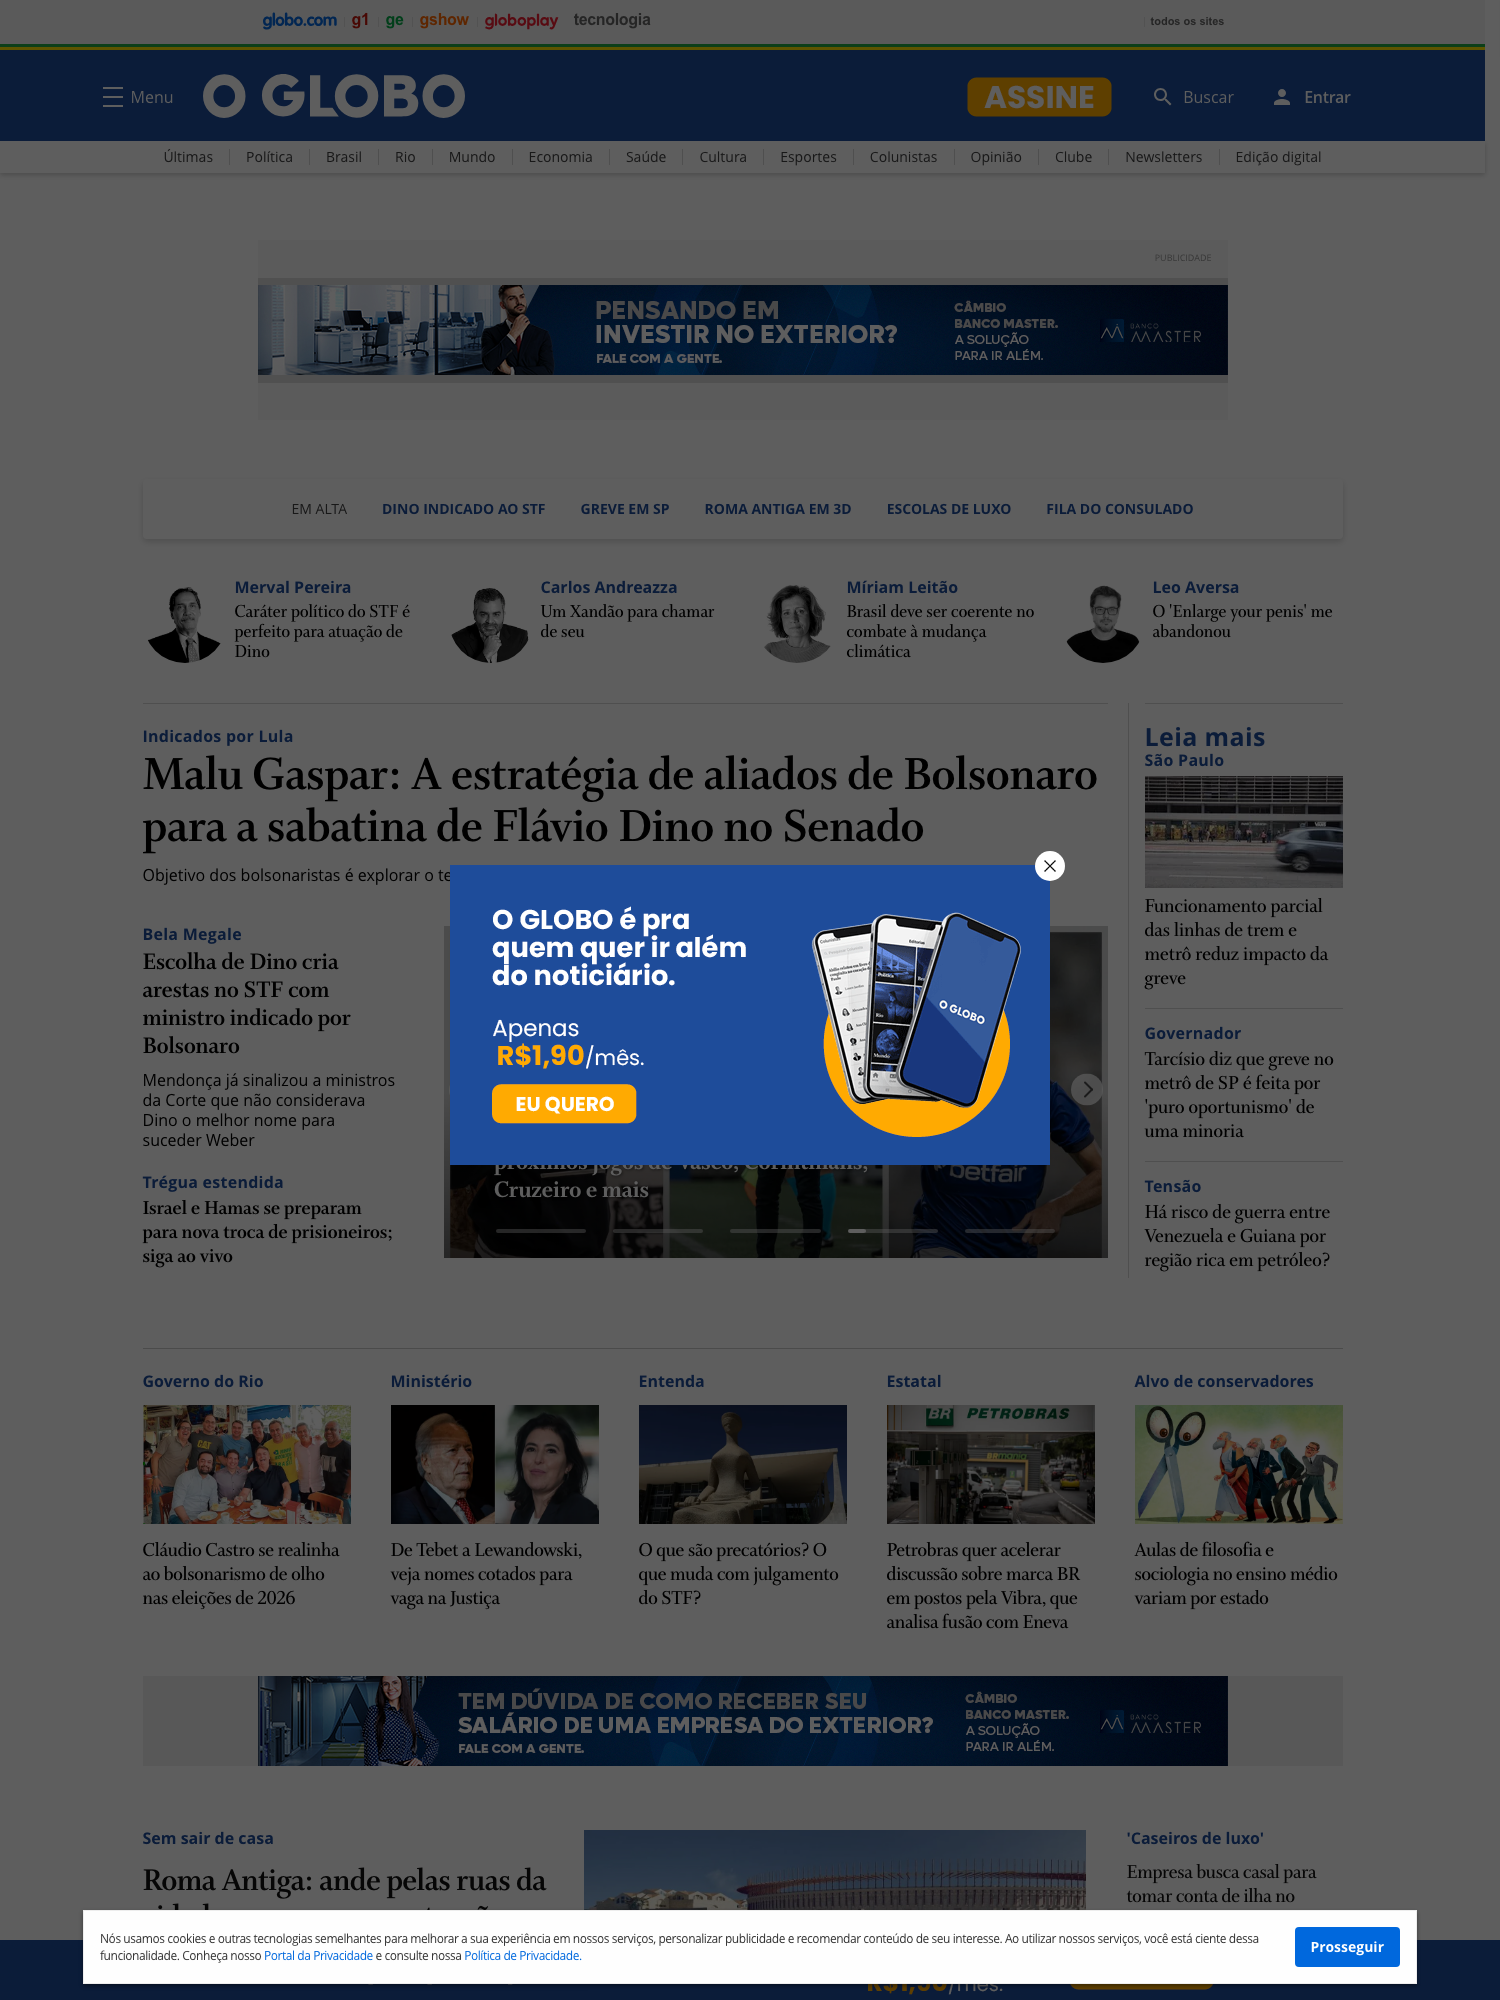 globo.com g1 ge gshow globoplay tecnologia todos os sites
Menu O GLOBO ASSINE Buscar Entrar
Últimas Política Brasil Rio Mundo Economia Saúde Cultura Esportes Colunistas Opinião Clube Newsletters Edição digital
PUBLICIDADE
PENSANDO EM
INVESTIR NO EXTERIOR?
FALE COM A GENTE.
CÂMBIO
BANCO MASTER.
A SOLUÇÃO
PARA IR ALÉM.
BANCO
MASTER
EM ALTA DINO INDICADO AO STF GREVE EM SP ROMA ANTIGA EM 3D ESCOLAS DE LUXO FILA DO CONSULADO
Merval Pereira
Caráter político do STF é
perfeito para atuação de
Dino
Carlos Andreazza
Um Xandão para chamar
de seu
Míriam Leitão
Brasil deve ser coerente no
combate à mudança
climática
Leo Aversa
O 'Enlarge your penis' me
abandonou
Indicados por Lula
Malu Gaspar: A estratégia de aliados de Bolsonaro
para a sabatina de Flávio Dino no Senado
Objetivo dos bolsonaristas é explorar o
Bela Megale
Escolha de Dino cria
arestas no STF com
ministro indicado por
Bolsonaro
Mendonça já sinalizou a ministros
da Corte que não considerava
Dino o melhor nome para
suceder Weber
Trégua estendida
Israel e Hamas se preparam
para nova troca de prisioneiros;
siga ao vivo
O GLOBO é pra
quem quer ir além
do noticiário.
Apenas
R$1,90/mês.
EU QUERO
O GLOBO
Política
Rio
Mundo
próximos jogos de Vasco, Corinthians,
Cruzeiro e mais
betfair
Leia mais
São Paulo
Funcionamento parcial
das linhas de trem e
metrô reduz impacto da
greve
Governador
Tarcísio diz que greve no
metrô de SP é feita por
'puro oportunismo' de
uma minoria
Tensão
Há risco de guerra entre
Venezuela e Guiana por
região rica em petróleo?
Governo do Rio
Cláudio Castro se realinha
ao bolsonarismo de olho
nas eleições de 2026
Ministério
De Tebet a Lewandowski,
veja nomes cotados para
vaga na Justiça
Entenda
O que são precatórios? O
que muda com julgamento
do STF?
Estatal
BR PETROBRAS
Petrobras quer acelerar
discussão sobre marca BR
em postos pela Vibra, que
analisa fusão com Eneva
Alvo de conservadores
Aulas de filosofia e
sociologia no ensino médio
variam por estado
TEM DÚVIDA DE COMO RECEBER SEU
SALÁRIO DE UMA EMPRESA DO EXTERIOR?
FALE COM A GENTE.
CÂMBIO
BANCO MASTER.
A SOLUÇÃO
PARA IR ALÉM.
BANCO
MASTER
Sem sair de casa
Roma Antiga: ande pelas ruas da
'Caseiros de luxo'
Empresa busca casal para
tomar conta de ilha no
Nós usamos cookies e outras tecnologias semelhantes para melhorar a sua experiência em nossos serviços, personalizar publicidade e recomendar conteúdo de seu interesse. Ao utilizar nossos serviços, você está ciente dessa
funcionalidade. Conheça nosso Portal da Privacidade e consulte nossa Política de Privacidade.
Prosseguir
R$1,90/mês.